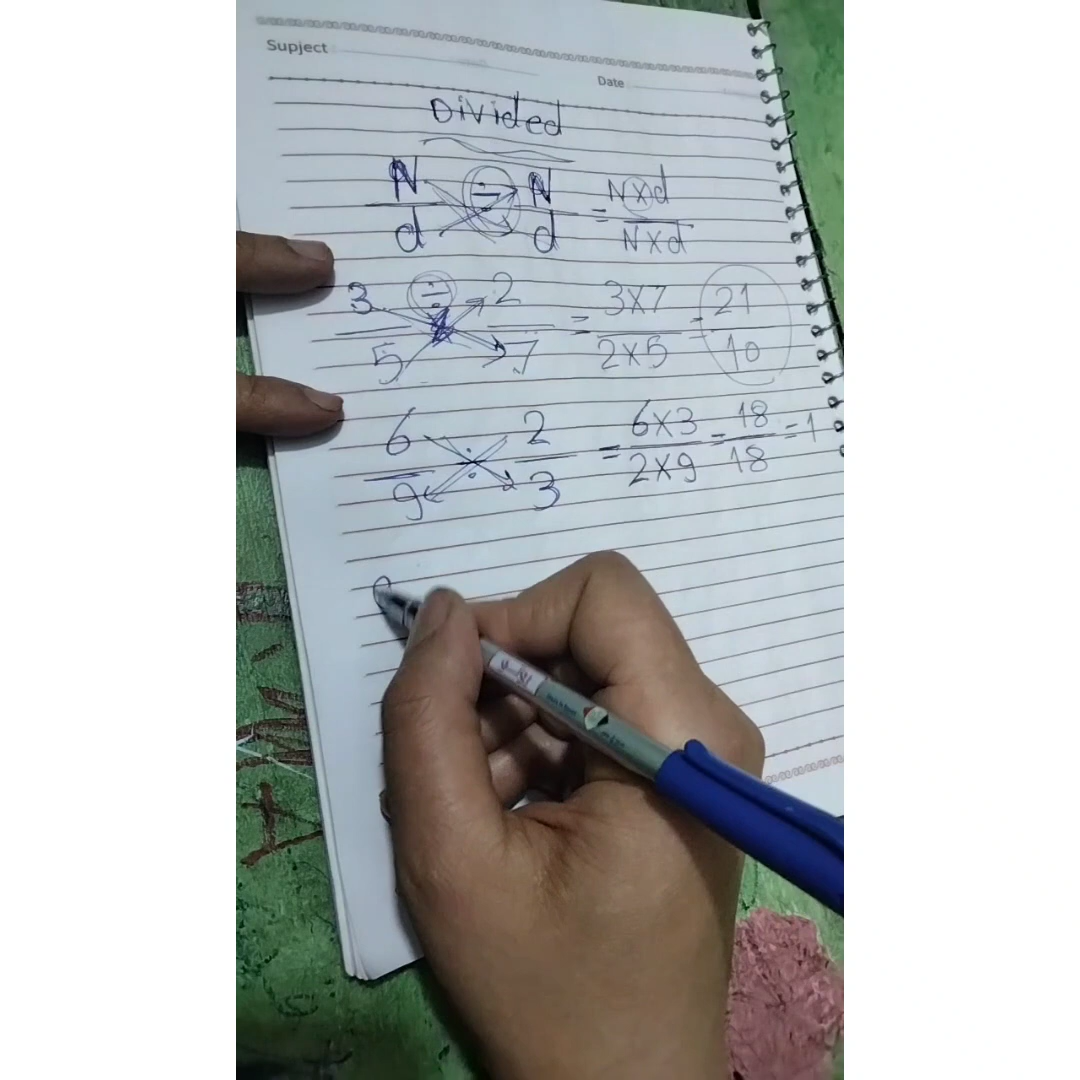 Supject
Date
Divided
N/d ÷ N/d = N×d/N×d
3/5 ÷ 2/7 = 3×7/2×5 = 21/10
6/9 ÷ 2/3 = 6×3/2×9 = 18/18 = 1